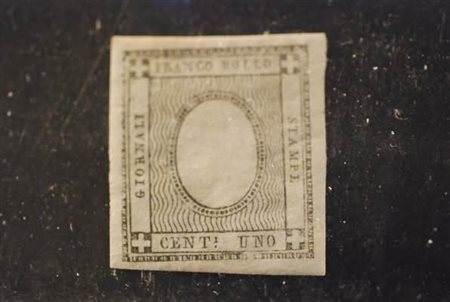 FRANCO BOLLO
GIORNALI
STAMPE
CENT: UNO